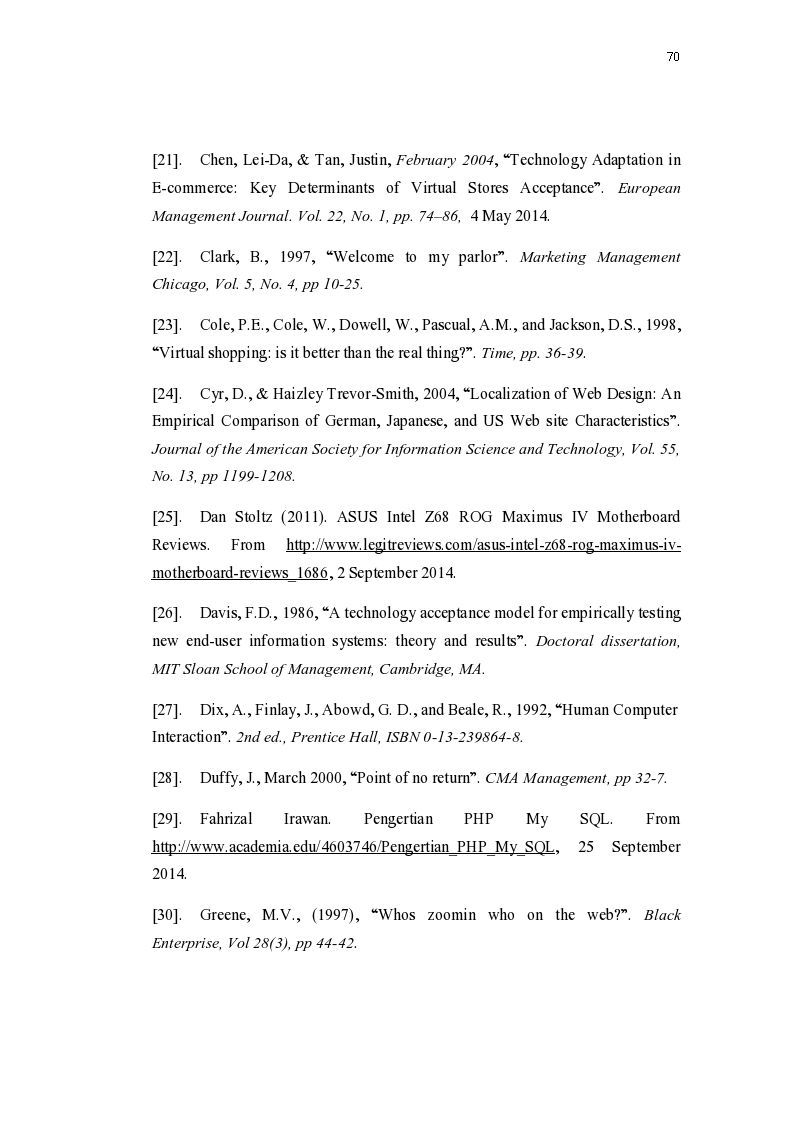 70
[21]. Chen, Lei-Da, & Tan, Justin, February 2004, “Technology Adaptation in
E-commerce: Key Determinants of Virtual Stores Acceptance”. European
Management Journal. Vol. 22, No. 1, pp. 74–86, 4 May 2014.
[22]. Clark, B., 1997, “Welcome to my parlor”. Marketing Management
Chicago, Vol. 5, No. 4, pp 10-25.
[23]. Cole, P.E., Cole, W., Dowell, W., Pascual, A.M., and Jackson, D.S., 1998,
“Virtual shopping: is it better than the real thing?”. Time, pp. 36-39.
[24]. Cyr, D., & Haizley Trevor-Smith, 2004, “Localization of Web Design: An
Empirical Comparison of German, Japanese, and US Web site Characteristics”.
Journal of the American Society for Information Science and Technology, Vol. 55,
No. 13, pp 1199-1208.
[25]. Dan Stoltz (2011). ASUS Intel Z68 ROG Maximus IV Motherboard
Reviews. From http://www.legitreviews.com/asus-intel-z68-rog-maximus-iv-
motherboard-reviews_1686, 2 September 2014.
[26]. Davis, F.D., 1986, “A technology acceptance model for empirically testing
new end-user information systems: theory and results”. Doctoral dissertation,
MIT Sloan School of Management, Cambridge, MA.
[27]. Dix, A., Finlay, J., Abowd, G. D., and Beale, R., 1992, “Human Computer
Interaction”. 2nd ed., Prentice Hall, ISBN 0-13-239864-8.
[28]. Duffy, J., March 2000, “Point of no return”. CMA Management, pp 32-7.
[29]. Fahrizal Irawan. Pengertian PHP My SQL. From
http://www.academia.edu/4603746/Pengertian_PHP_My_SQL, 25 September
2014.
[30]. Greene, M.V., (1997), “Whos zoomin who on the web?”. Black
Enterprise, Vol 28(3), pp 44-42.